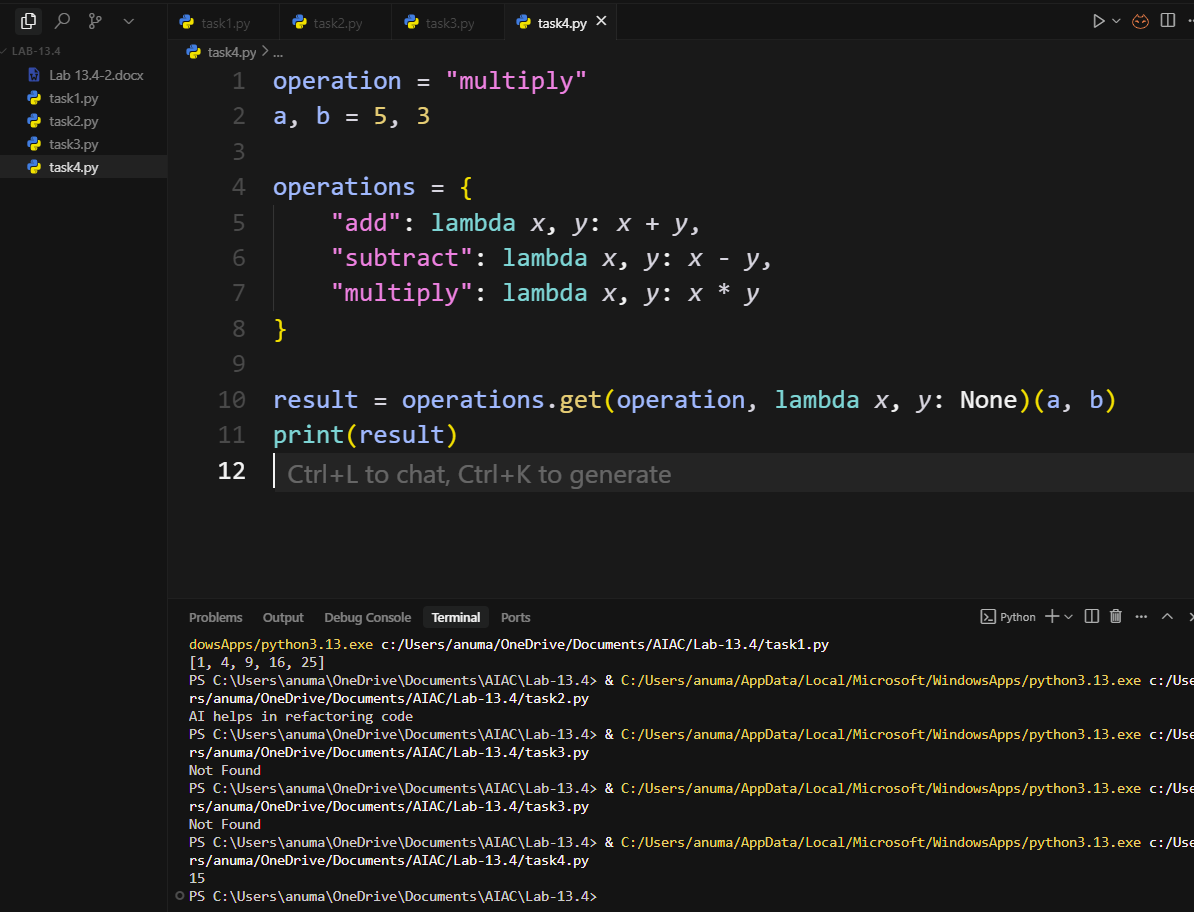 task1.py
task2.py
task3.py
task4.py
LAB-13.4
Lab 13.4-2.docx
task1.py
task2.py
task3.py
task4.py
task4.py > ...
1 operation = "multiply"
2 a, b = 5, 3
3
4 operations = {
5     "add": lambda x, y: x + y,
6     "subtract": lambda x, y: x - y,
7     "multiply": lambda x, y: x * y
8 }
9
10 result = operations.get(operation, lambda x, y: None)(a, b)
11 print(result)
12 Ctrl+L to chat, Ctrl+K to generate
Problems Output Debug Console Terminal Ports Python
dowsApps/python3.13.exe c:/Users/anuma/OneDrive/Documents/AIAC/Lab-13.4/task1.py
[1, 4, 9, 16, 25]
PS C:\Users\anuma\OneDrive\Documents\AIAC\Lab-13.4> & C:/Users/anuma/AppData/Local/Microsoft/WindowsApps/python3.13.exe c:/Use
rs/anuma/OneDrive/Documents/AIAC/Lab-13.4/task2.py
AI helps in refactoring code
PS C:\Users\anuma\OneDrive\Documents\AIAC\Lab-13.4> & C:/Users/anuma/AppData/Local/Microsoft/WindowsApps/python3.13.exe c:/Use
rs/anuma/OneDrive/Documents/AIAC/Lab-13.4/task3.py
Not Found
PS C:\Users\anuma\OneDrive\Documents\AIAC\Lab-13.4> & C:/Users/anuma/AppData/Local/Microsoft/WindowsApps/python3.13.exe c:/Use
rs/anuma/OneDrive/Documents/AIAC/Lab-13.4/task3.py
Not Found
PS C:\Users\anuma\OneDrive\Documents\AIAC\Lab-13.4> & C:/Users/anuma/AppData/Local/Microsoft/WindowsApps/python3.13.exe c:/Use
rs/anuma/OneDrive/Documents/AIAC/Lab-13.4/task4.py
15
PS C:\Users\anuma\OneDrive\Documents\AIAC\Lab-13.4>